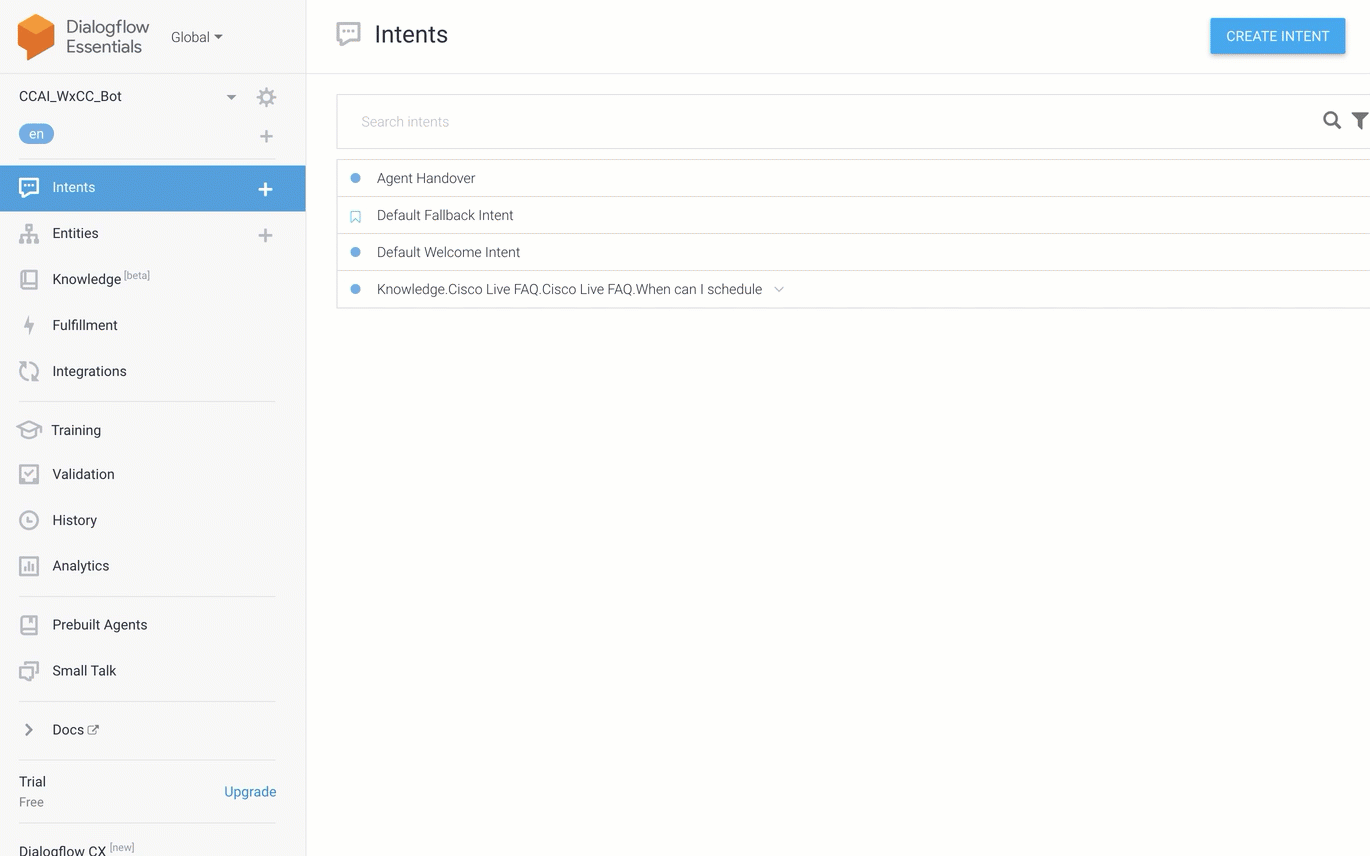 Dialogflow
Essentials
Global
Intents
CREATE INTENT
CCAI_WxCC_Bot
en
Search intents
Intents
Agent Handover
Default Fallback Intent
Entities
Default Welcome Intent
Knowledge [beta]
Knowledge.Cisco Live FAQ.Cisco Live FAQ.When can I schedule
Fulfillment
Integrations
Training
Validation
History
Analytics
Prebuilt Agents
Small Talk
Docs
Trial
Free
Upgrade
Dialogflow CX [new]